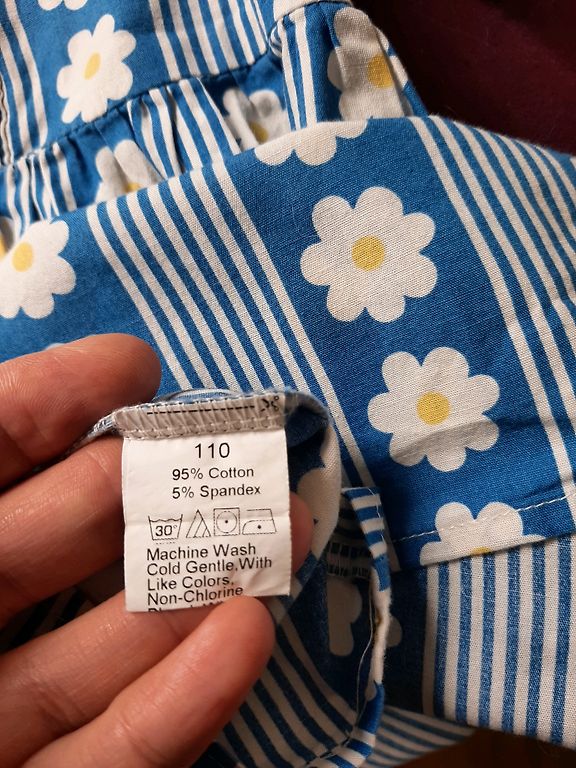 110
95% Cotton
5% Spandex
30°
Machine Wash
Cold Gentle,With
Like Colors,
Non-Chlorine